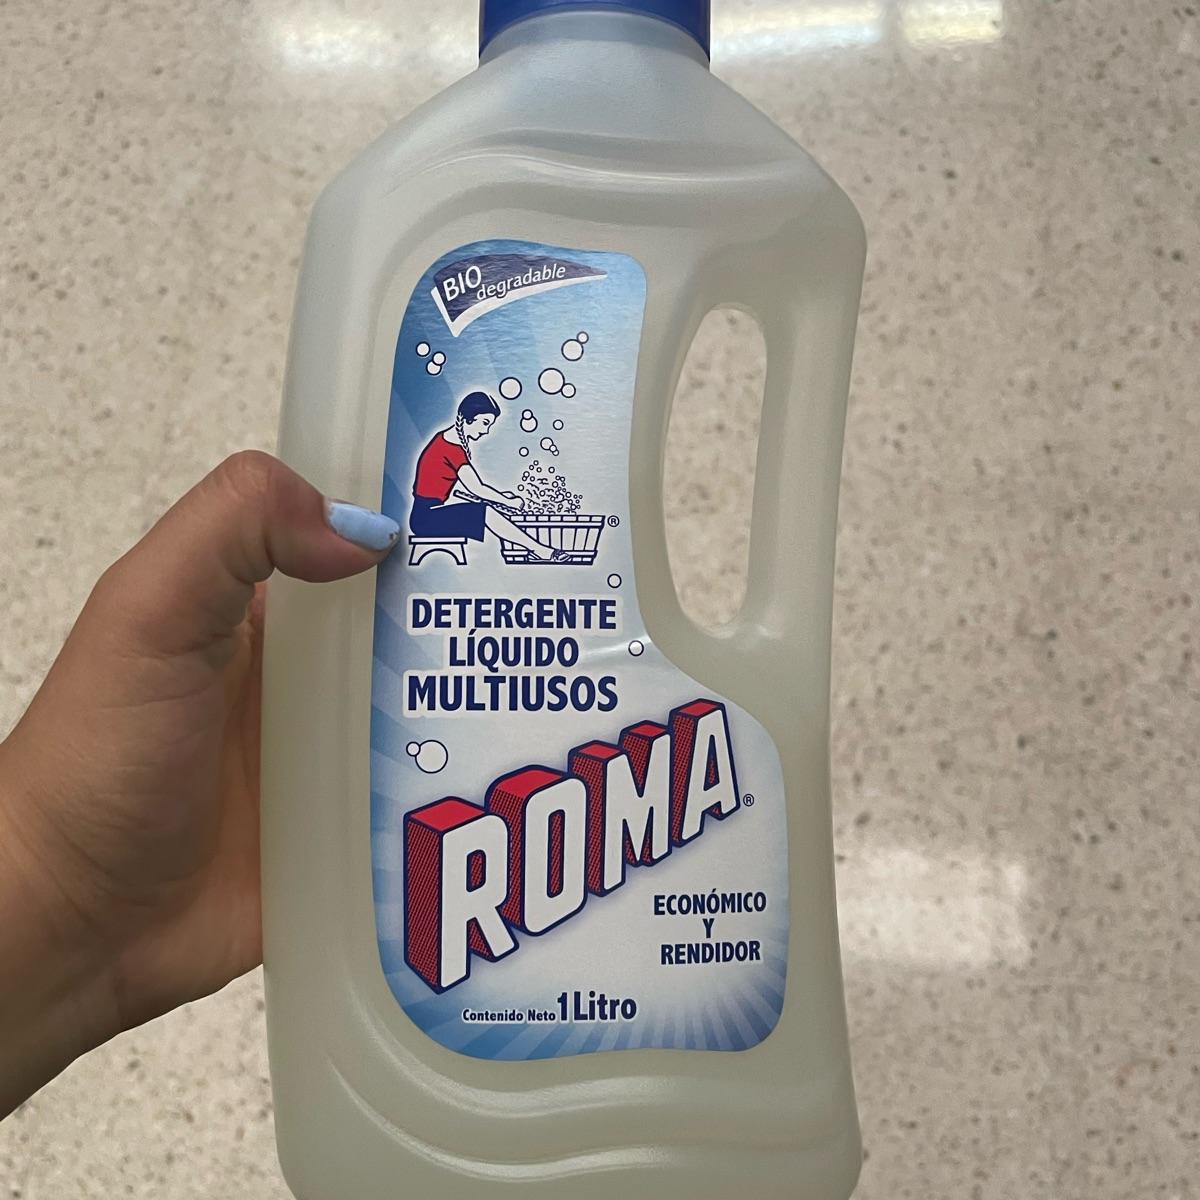 BIO degradable
®
DETERGENTE
LÍQUIDO
MULTIUSOS
ROMA®
ECONÓMICO
Y
RENDIDOR
Contenido Neto 1 Litro